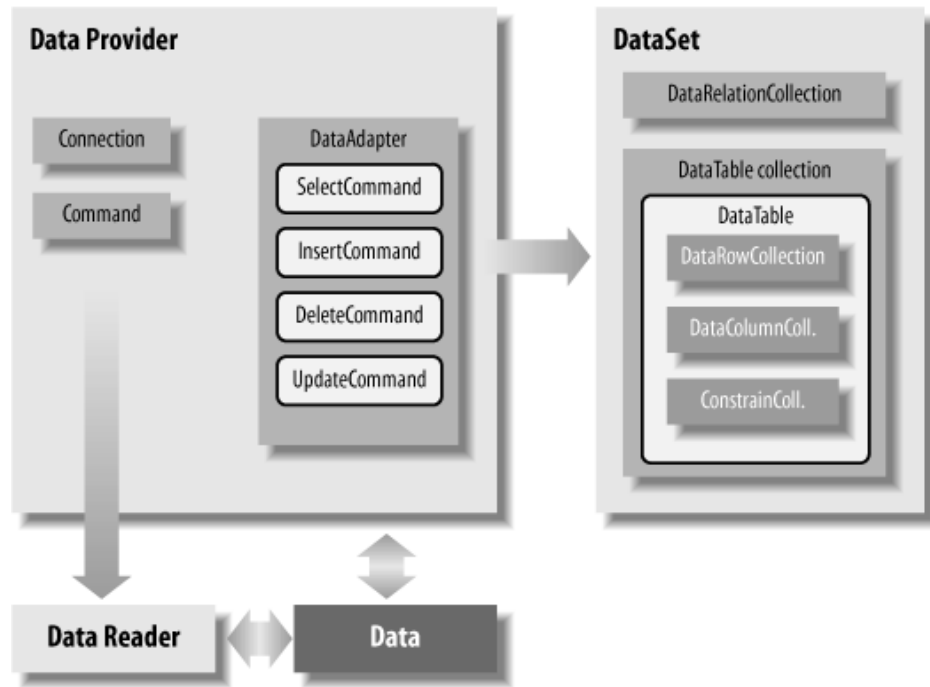 Data Provider
Connection
Command
DataAdapter
SelectCommand
InsertCommand
DeleteCommand
UpdateCommand
DataSet
DataRelationCollection
DataTable collection
DataTable
DataRowCollection
DataColumnColl.
ConstrainColl.
Data Reader
Data